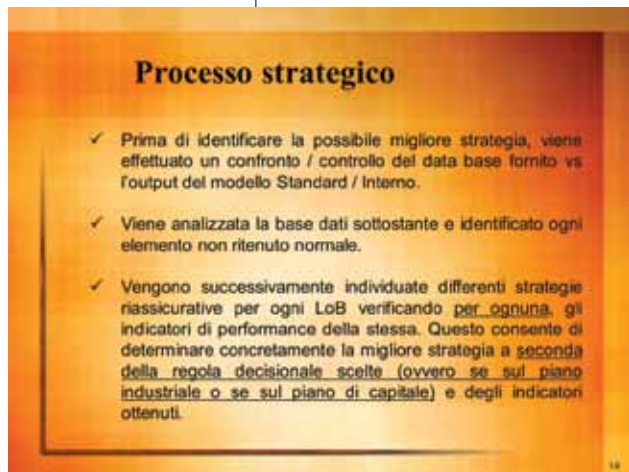 Processo strategico
✓ Prima di identificare la possibile migliore strategia, viene
effettuato un confronto / controllo del data base fornito vs
l'output del modello Standard / Interno.
✓ Viene analizzata la base dati sottostante e identificato ogni
elemento non ritenuto normale.
✓ Vengono successivamente individuate differenti strategie
riassicurative per ogni LoB verificando per ognuna, gli
indicatori di performance della stessa. Questo consente di
determinare concretamente la migliore strategia a seconda
della regola decisionale scelte (ovvero se sul piano
industriale o se sul piano di capitale) e degli indicatori
ottenuti.